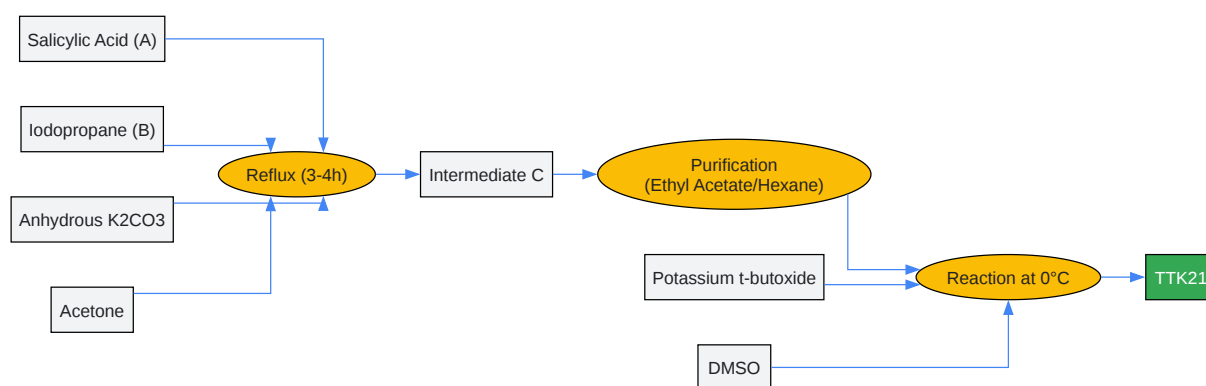 Salicylic Acid (A)
Iodopropane (B)
Reflux (3-4h)
Intermediate C
Purification
(Ethyl Acetate/Hexane)
Anhydrous K2CO3
Acetone
Potassium t-butoxide
Reaction at 0°C
TTK21
DMSO